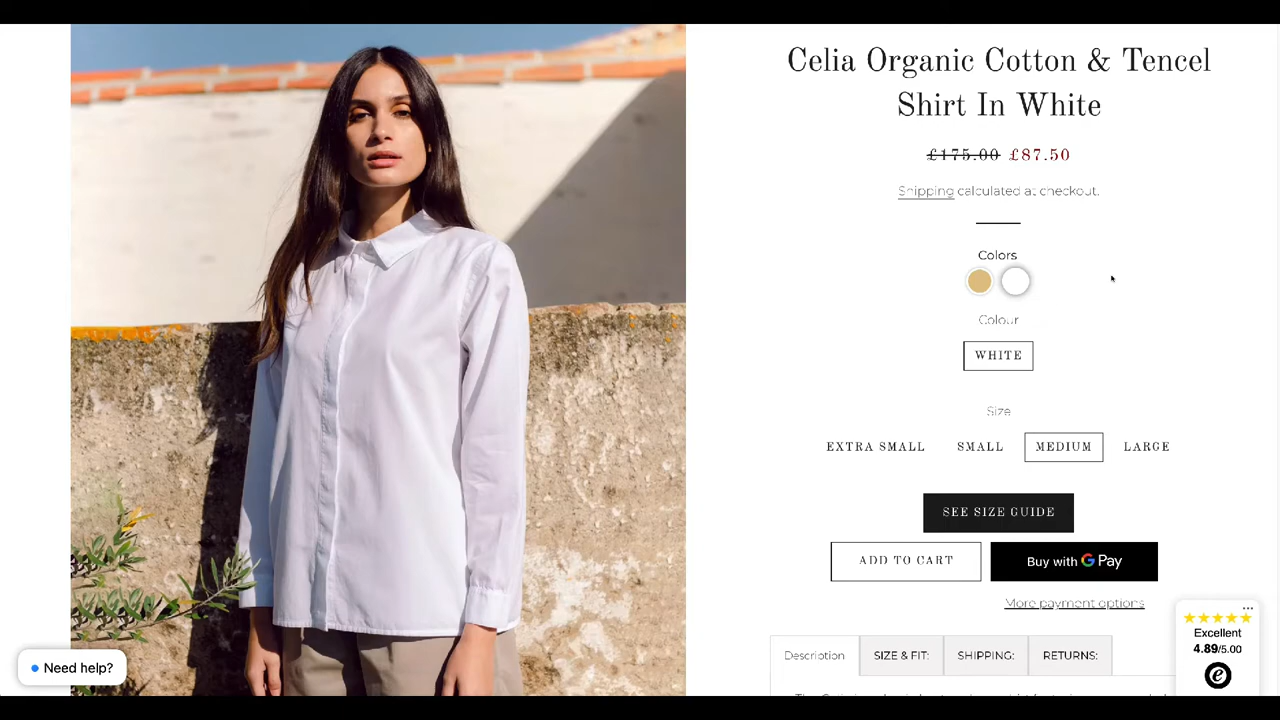 Celia Organic Cotton & Tencel
Shirt In White
£175.00 £87.50
Shipping calculated at checkout.
Colors
Colour
WHITE
Size
EXTRA SMALL SMALL MEDIUM LARGE
SEE SIZE GUIDE
ADD TO CART Buy with G Pay
More payment options
Description SIZE & FIT: SHIPPING: RETURNS:
Excellent
4.89/5.00
e
Need help?